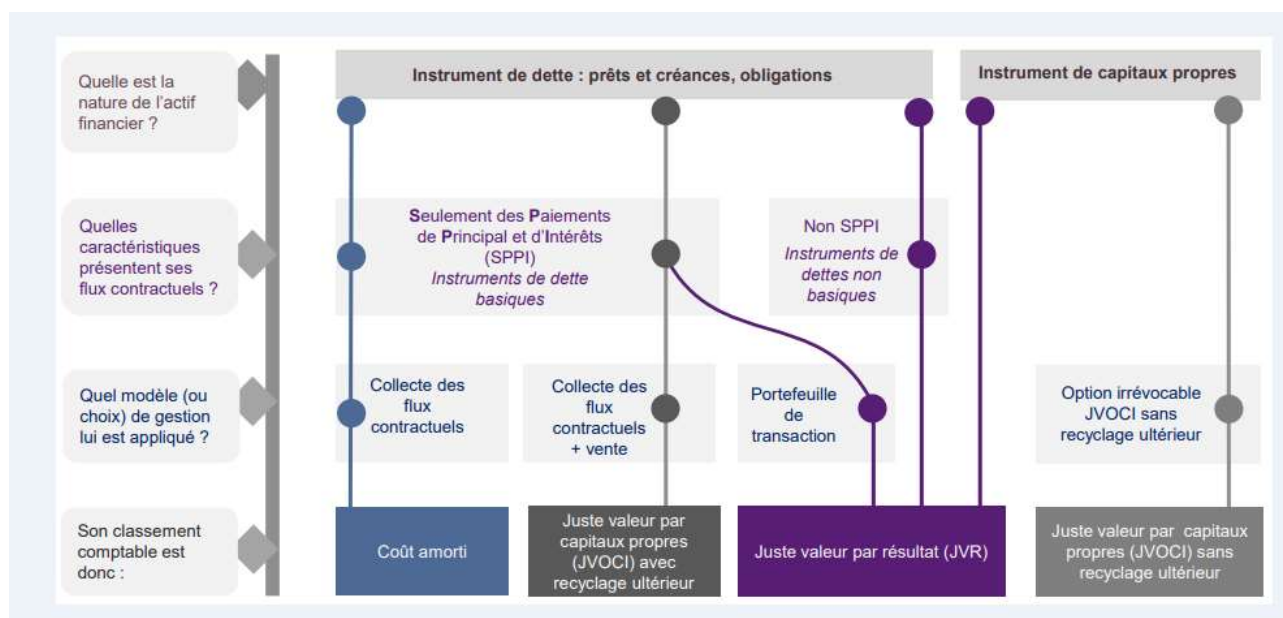 Quelle est la
nature de l'actif
financier ?
Instrument de dette : prêts et créances, obligations
Instrument de capitaux propres
Quelles
caractéristiques
présentent ses
flux contractuels ?
Seulement des Paiements
de Principal et d'Intérêts
(SPPI)
Instruments de dette
basiques
Non SPPI
Instruments de
dettes non
basiques
Quel modèle (ou
choix) de gestion
lui est appliqué ?
Collecte des
flux
contractuels
Collecte des
flux
contractuels
+ vente
Portefeuille
de
transaction
Option irrévocable
JVOCI sans
recyclage ultérieur
Son classement
comptable est
donc :
Coût amorti
Juste valeur par
capitaux propres
(JVOCI) avec
recyclage ultérieur
Juste valeur par résultat (JVR)
Juste valeur par capitaux
propres (JVOCI) sans
recyclage ultérieur